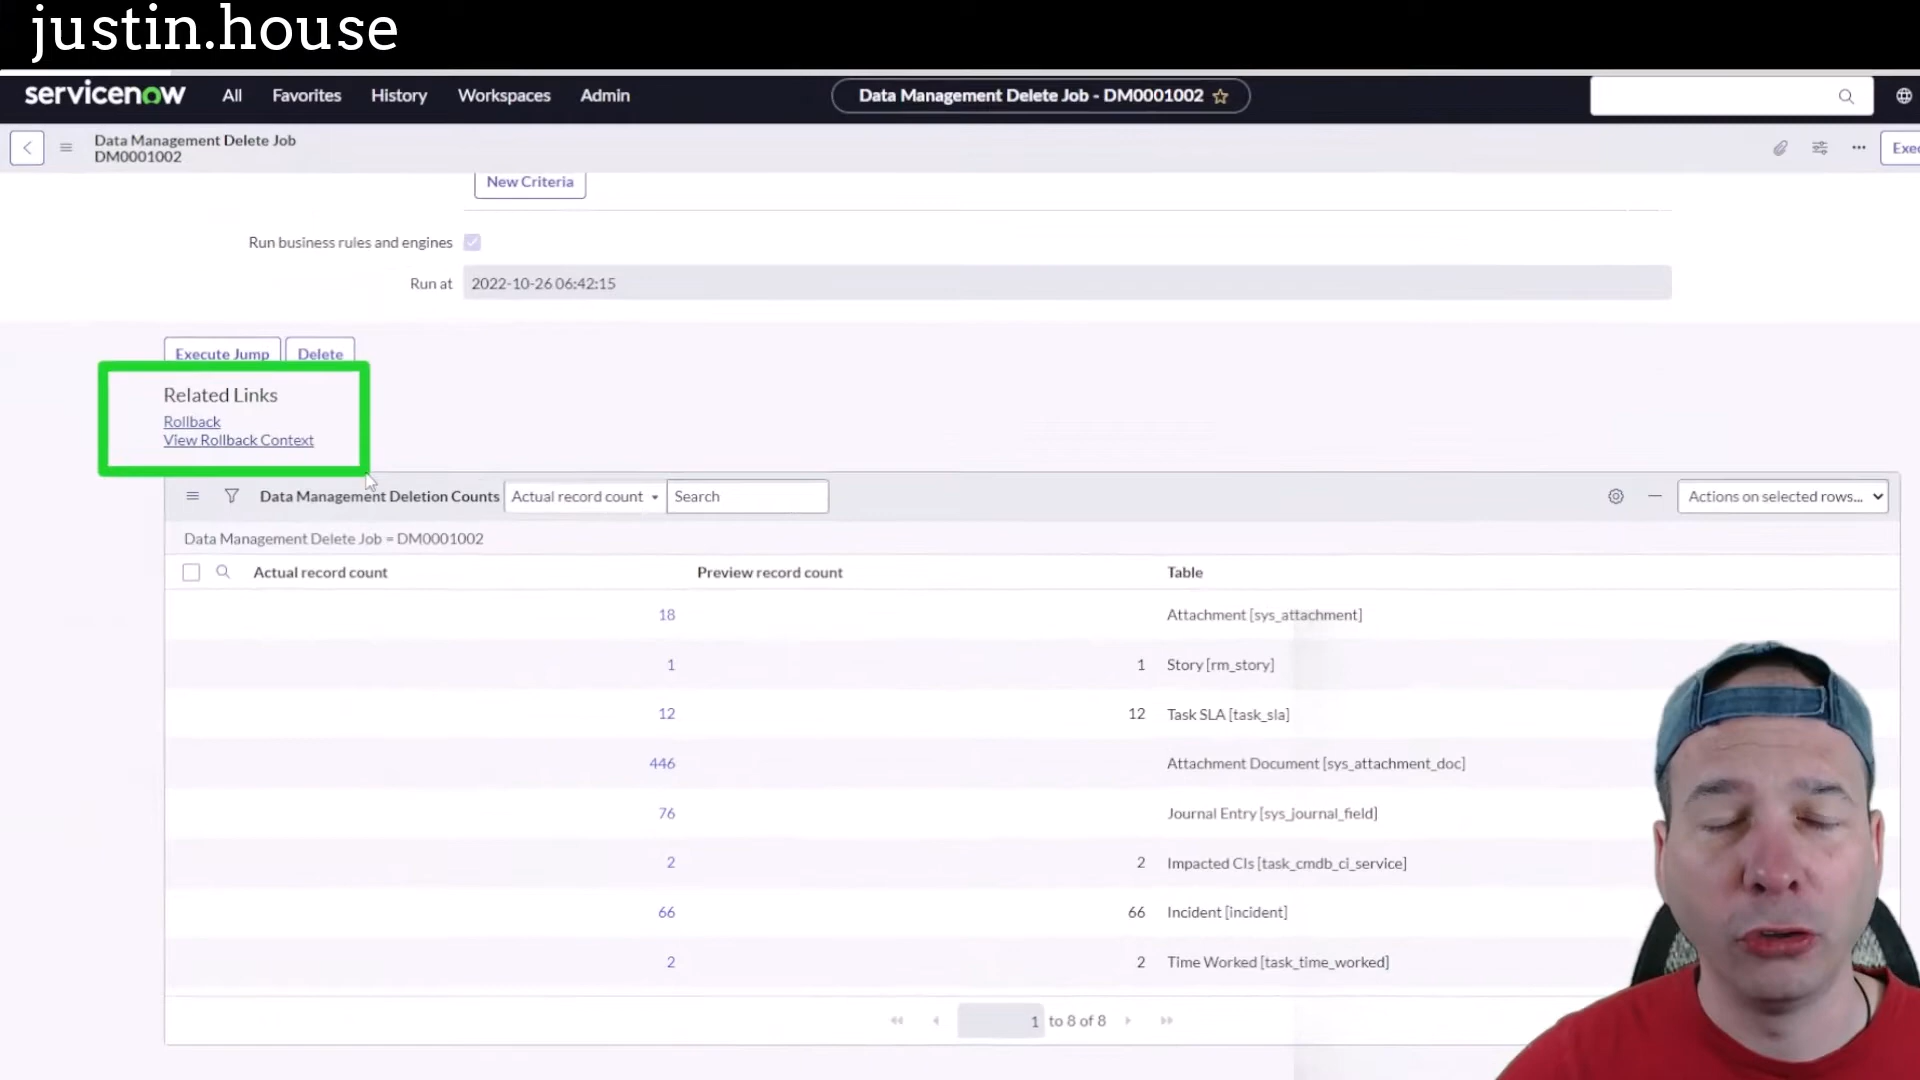 justin.house
servicenow All Favorites History Workspaces Admin Data Management Delete Job - DM0001002
Data Management Delete Job
DM0001002
Exec
New Criteria
Run business rules and engines
Run at 2022-10-26 06:42:15
Execute Jump Delete
Related Links
Rollback
View Rollback Context
Data Management Deletion Counts Actual record count Search Actions on selected rows...
Data Management Delete Job = DM0001002
Actual record count Preview record count Table
18 Attachment [sys_attachment]
1 1 Story [rm_story]
12 12 Task SLA [task_sla]
446 Attachment Document [sys_attachment_doc]
76 Journal Entry [sys_journal_field]
2 2 Impacted CIs [task_cmdb_ci_service]
66 66 Incident [incident]
2 2 Time Worked [task_time_worked]
1 to 8 of 8